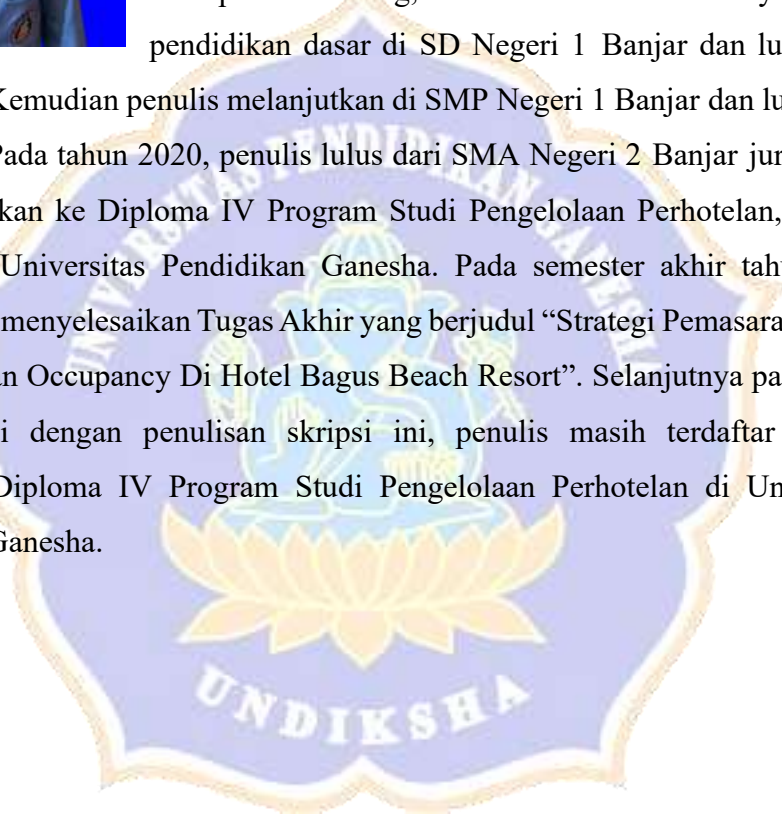 pendidikan dasar di SD Negeri 1 Banjar dan lu
Kemudian penulis melanjutkan di SMP Negeri 1 Banjar dan lu
Pada tahun 2020, penulis lulus dari SMA Negeri 2 Banjar jur
kan ke Diploma IV Program Studi Pengelolaan Perhotelan,
Universitas Pendidikan Ganesha. Pada semester akhir tah
menyelesaikan Tugas Akhir yang berjudul “Strategi Pemasara
an Occupancy Di Hotel Bagus Beach Resort”. Selanjutnya pa
i dengan penulisan skripsi ini, penulis masih terdaftar
Diploma IV Program Studi Pengelolaan Perhotelan di Un
Ganesha.
UNIVERSITAS PENDIDIKAN GANESHA
UNDIKSHA